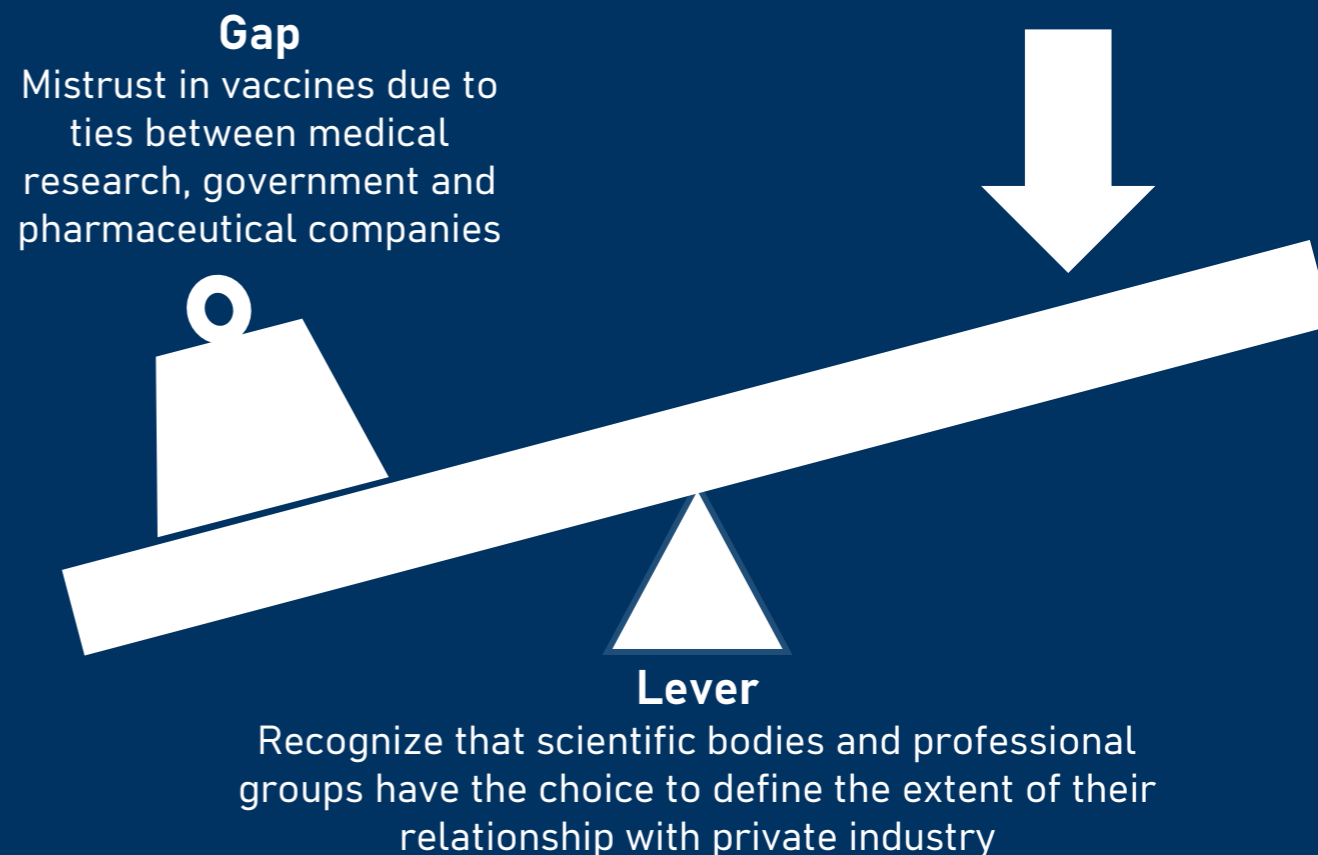 Gap
Mistrust in vaccines due to
ties between medical
research, government and
pharmaceutical companies
Lever
Recognize that scientific bodies and professional
groups have the choice to define the extent of their
relationship with private industry